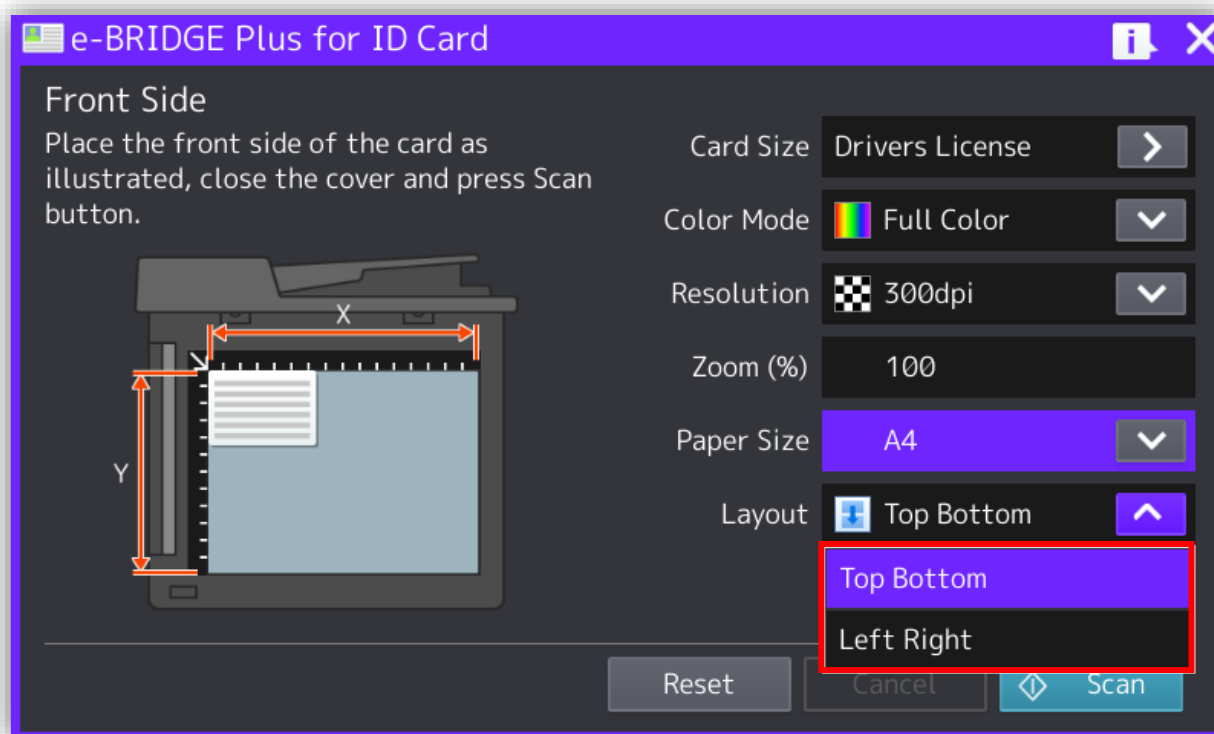 e-BRIDGE Plus for ID Card
Front Side
Place the front side of the card as
illustrated, close the cover and press Scan
button.
X
Y
Card Size Drivers License
Color Mode Full Color
Resolution 300dpi
Zoom (%) 100
Paper Size A4
Layout Top Bottom
Top Bottom
Left Right
Reset Cancel Scan